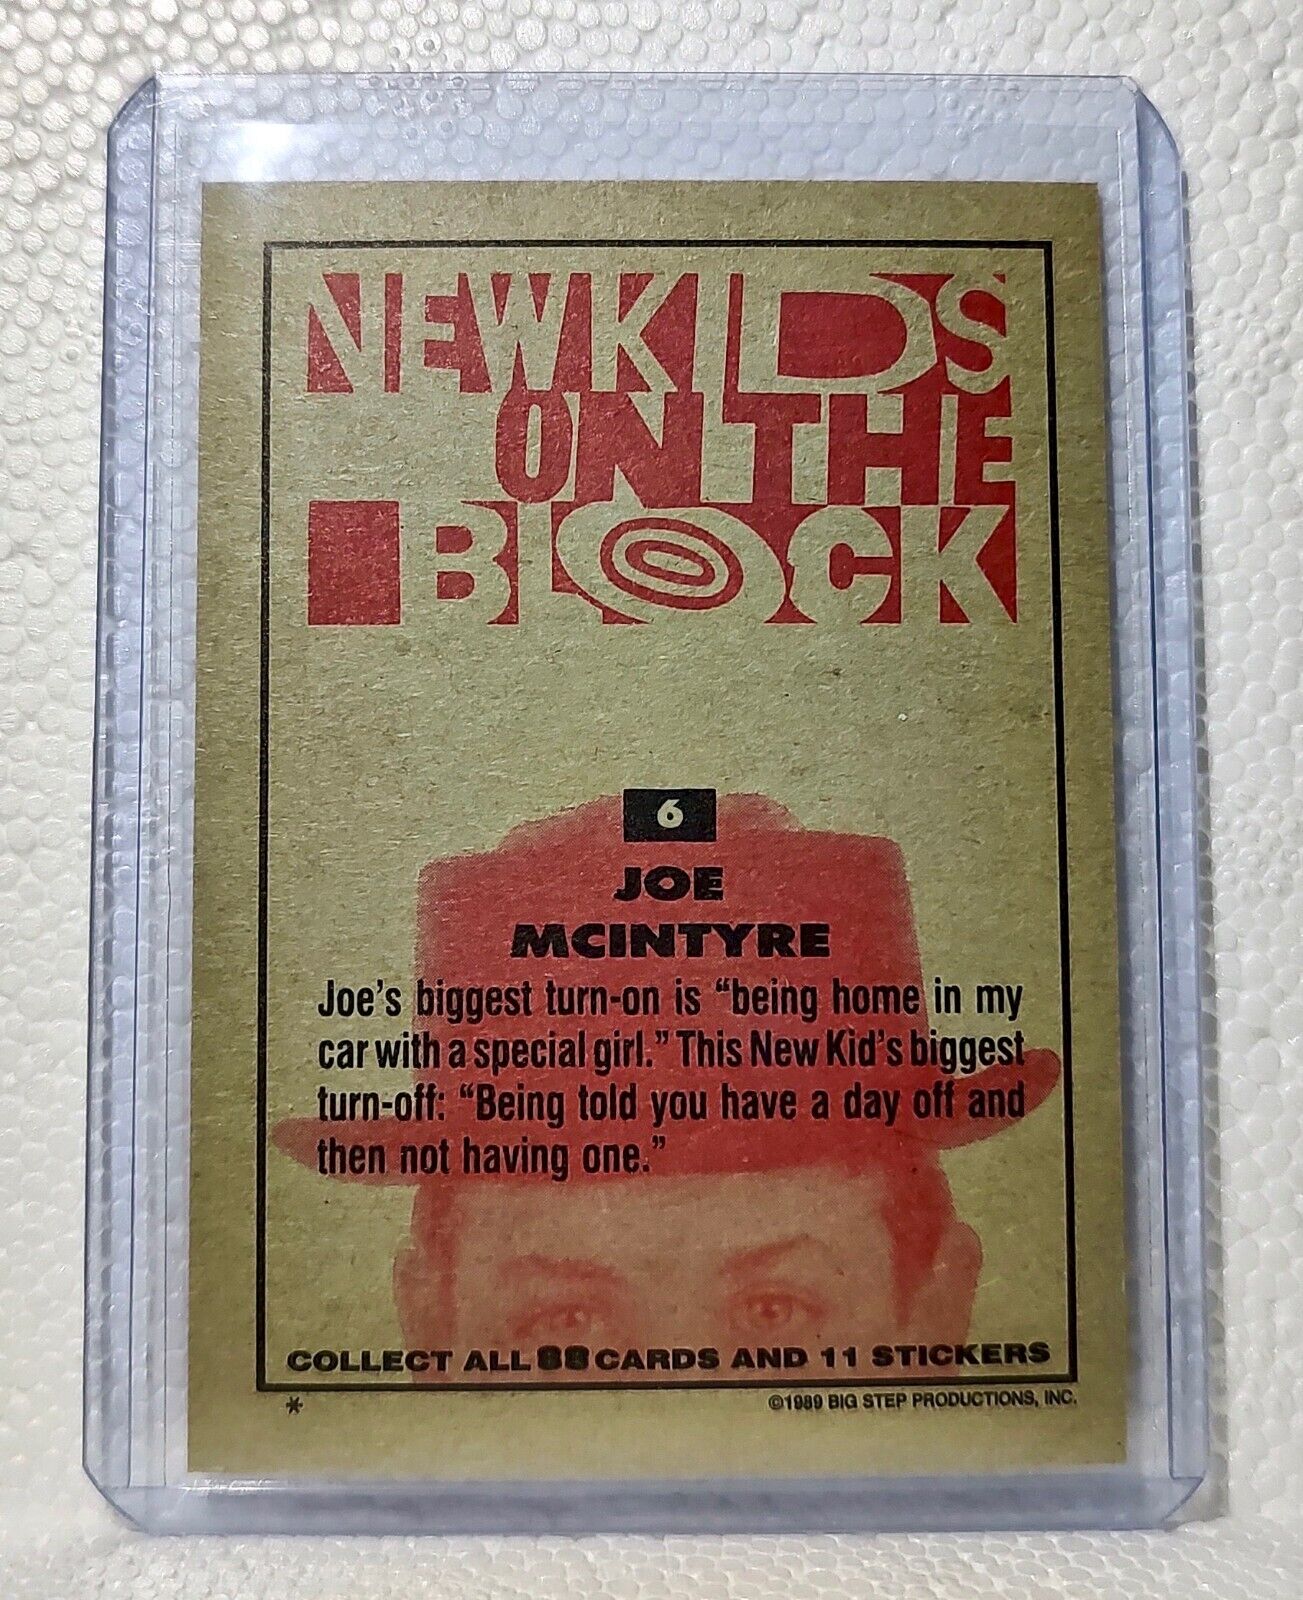 NEW KIDS
ON THE
BLOCK
6
JOE
MCINTYRE
Joe's biggest turn-on is “being home in my
car with a special girl.” This New Kid's biggest
turn-off: “Being told you have a day off and
then not having one.”
COLLECT ALL 88 CARDS AND 11 STICKERS
* ©1989 BIG STEP PRODUCTIONS, INC.